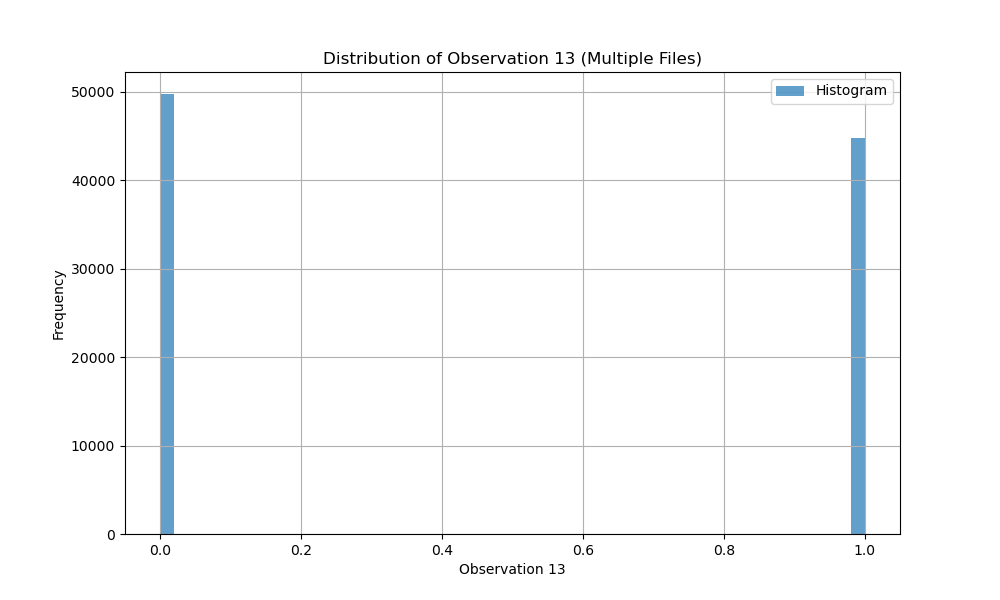 Distribution of Observation 13 (Multiple Files)
Histogram
50000
40000
30000
20000
10000
0
Frequency
0.0 0.2 0.4 0.6 0.8 1.0
Observation 13